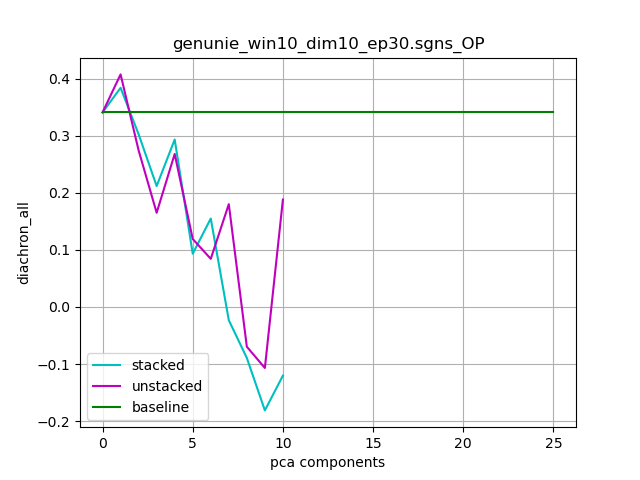 genunie_win10_dim10_ep30.sgns_OP
diachron_all
0.4
0.3
0.2
0.1
0.0
−0.1
−0.2
stacked
unstacked
baseline
0 5 10 15 20 25
pca components